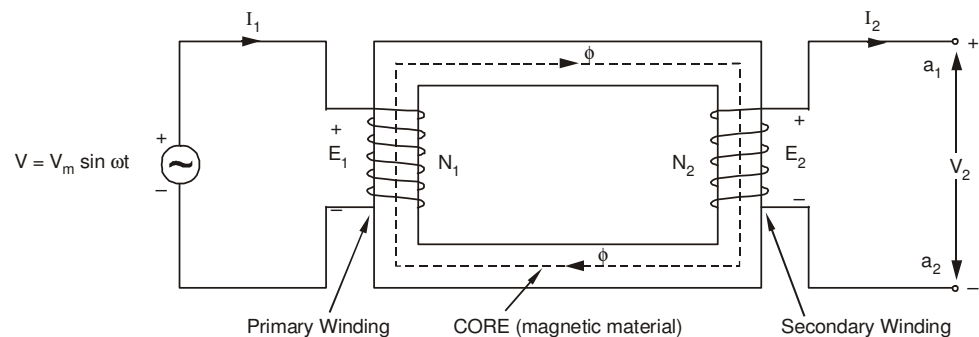 I₁
I₂
ϕ
+
a₁
+
+
E₁
N₁
N₂
E₂
V = Vₘ sin ωt
+
–
V₂
–
–
ϕ
a₂
–
Primary Winding
CORE (magnetic material)
Secondary Winding